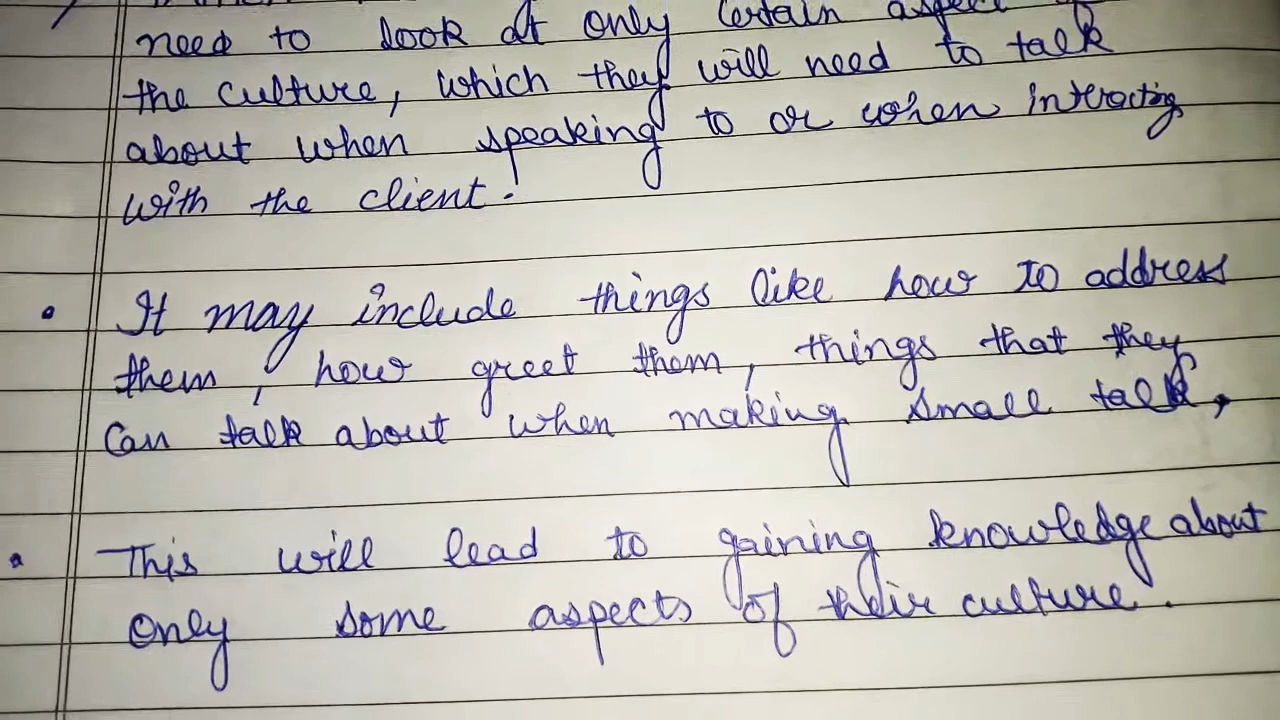 need to look at only certain aspect of
the culture, which they will need to talk
about when speaking to or when interacting
with the client.
• It may include things like how to address
them, how greet them, things that they
can talk about when making small talk,
• This will lead to gaining knowledge about
only some aspects of their culture.